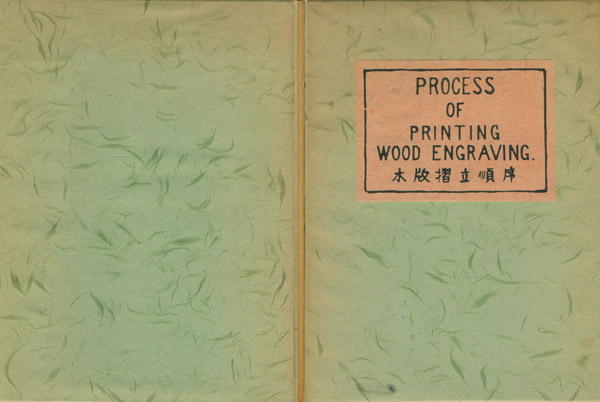 PROCESS
OF
PRINTING
WOOD ENGRAVING.
木版摺立順序